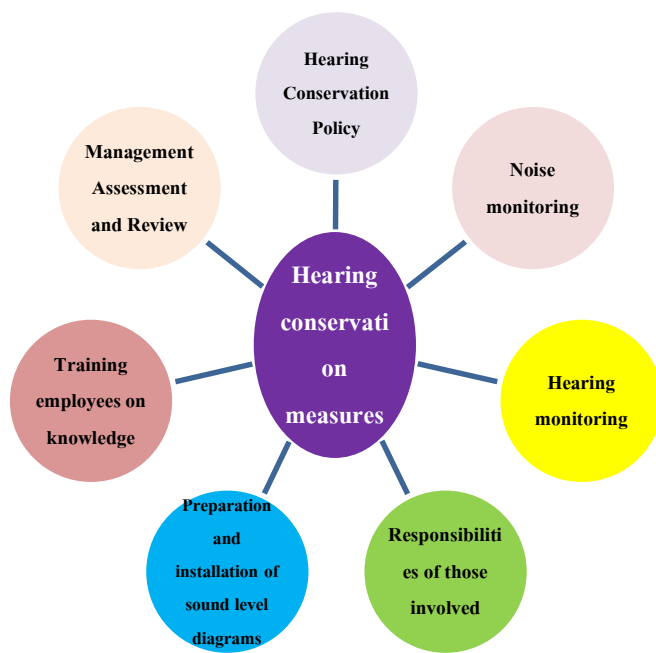 Hearing
Conservation
Policy
Noise
monitoring
Hearing
monitoring
Responsibiliti
es of those
involved
Preparation
and
installation of
sound level
diagrams
Training
employees on
knowledge
Management
Assessment
and Review
Hearing
conservati
on
measures